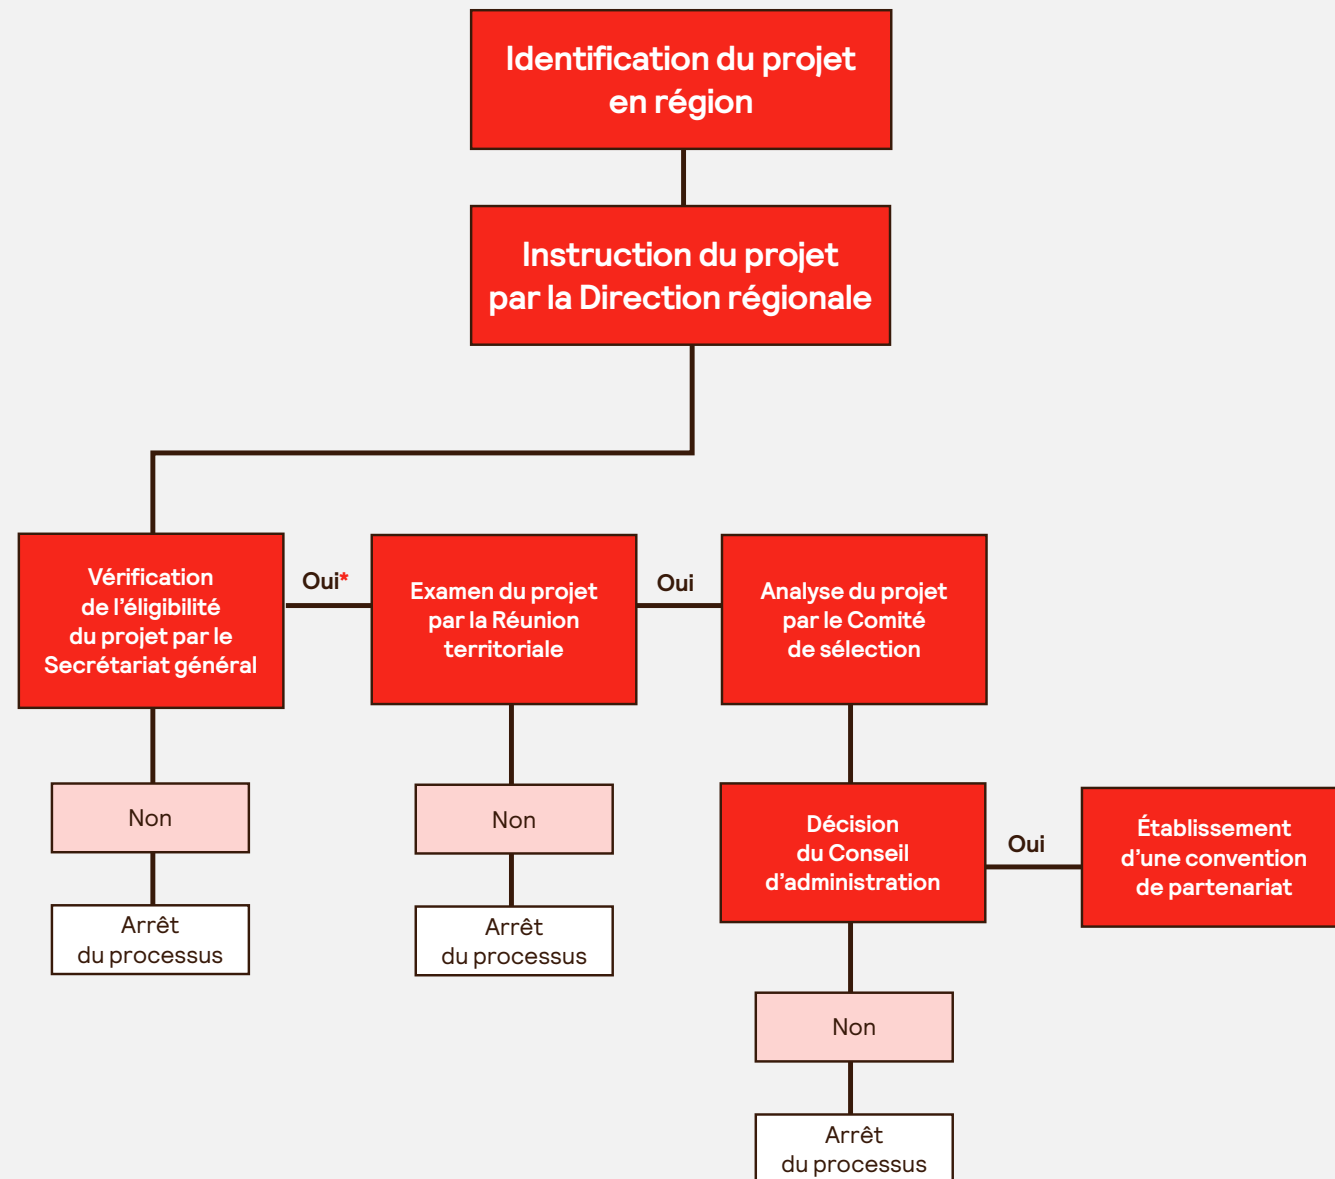 Identification du projet
en région
Instruction du projet
par la Direction régionale
Vérification
de l'éligibilité
du projet par le
Secrétariat général
Oui*
Examen du projet
par la Réunion
territoriale
Oui
Analyse du projet
par le Comité
de sélection
Non
Arrêt
du processus
Non
Arrêt
du processus
Décision
du Conseil
d'administration
Oui
Établissement
d'une convention
de partenariat
Non
Arrêt
du processus